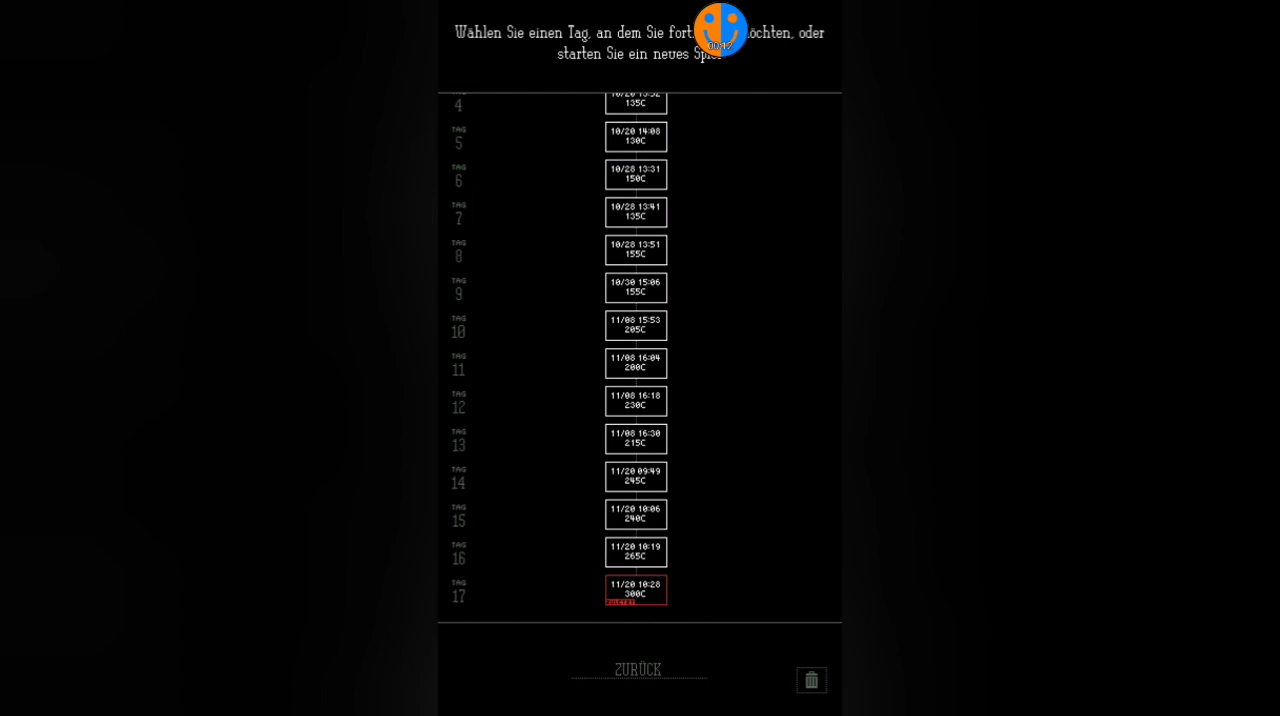 Wählen Sie einen Tag, an dem Sie möchten, oder
starten Sie ein neues
00:17
4
135C
TAG
5
10/20 14:08
130C
TAG
6
10/28 13:31
150C
TAG
7
10/28 13:41
135C
TAG
8
10/28 13:51
155C
TAG
9
10/30 15:06
155C
TAG
10
11/08 15:53
205C
TAG
11
11/08 16:04
200C
TAG
12
11/08 16:18
230C
TAG
13
11/08 16:30
215C
TAG
14
11/20 09:49
245C
TAG
15
11/20 10:06
240C
TAG
16
11/20 10:19
265C
TAG
17
11/20 10:28
300C
ZURÜCK